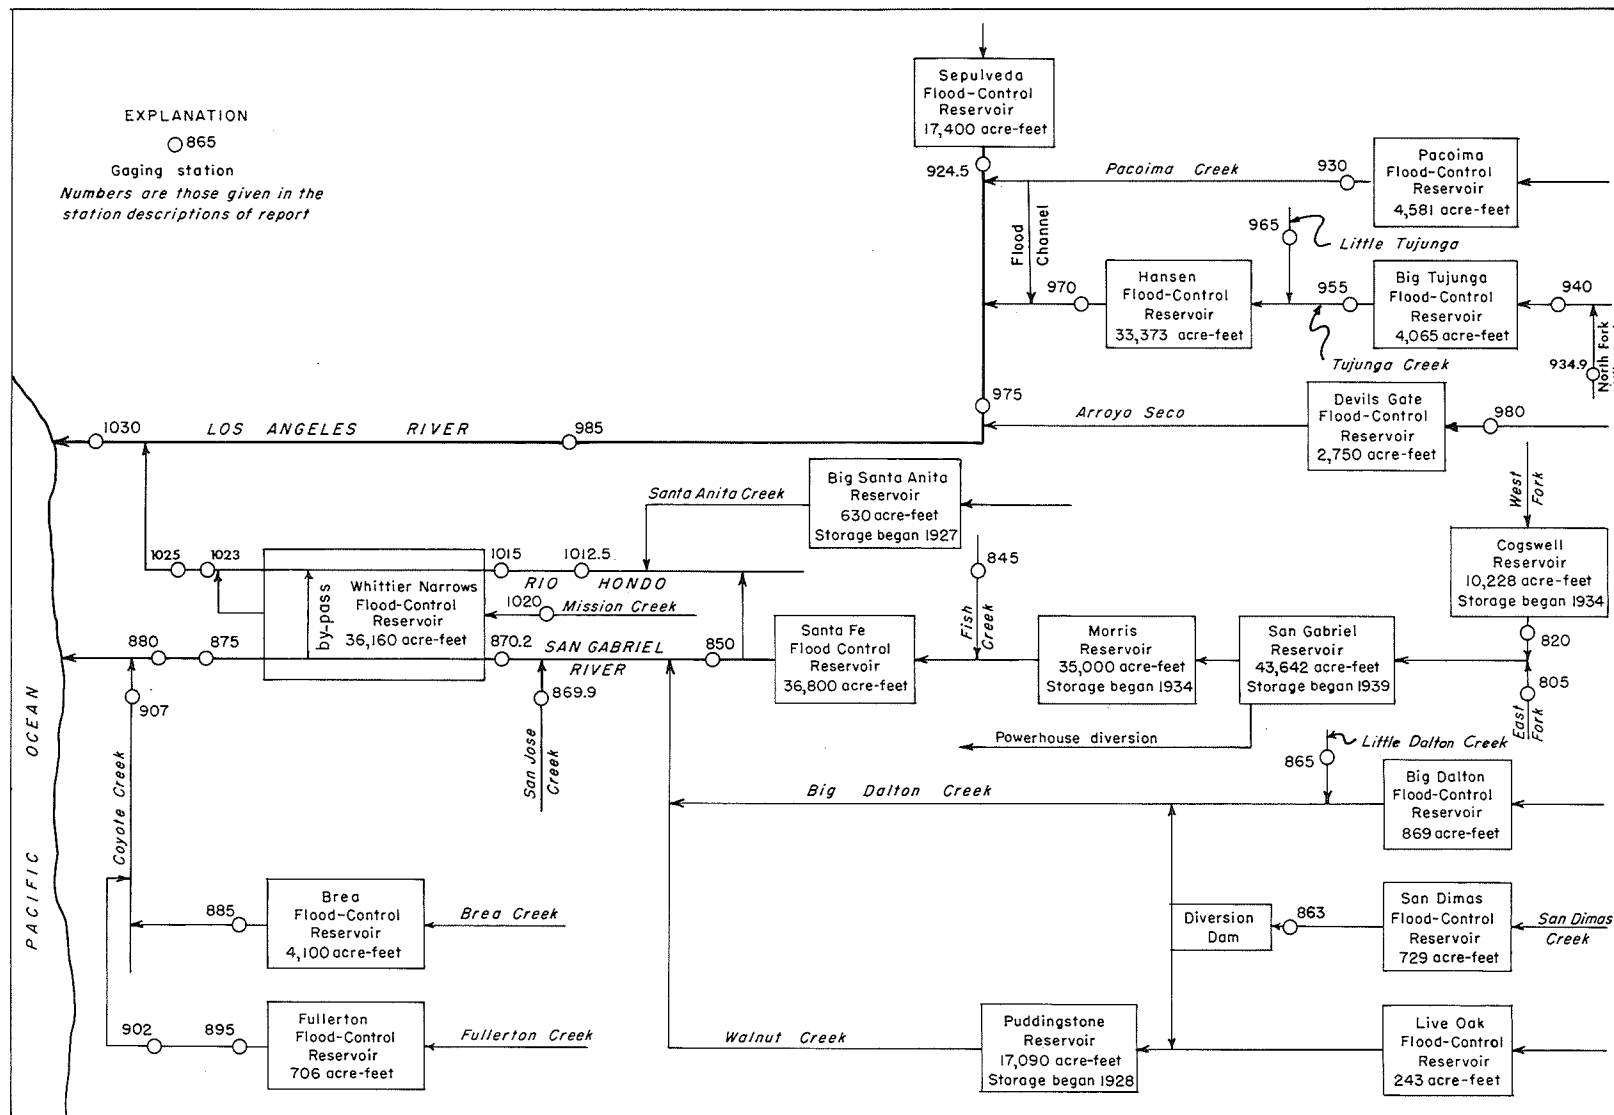 EXPLANATION
865
Gaging station
Numbers are those given in the
station descriptions of report
Sepulveda
Flood-Control
Reservoir
17,400 acre-feet
924.5
Pacoima Creek
930
Pacoima
Flood-Control
Reservoir
4,581 acre-feet
Flood
Channel
965
Little Tujunga
970
Hansen
Flood-Control
Reservoir
33,373 acre-feet
955
Tujunga Creek
Big Tujunga
Flood-Control
Reservoir
4,065 acre-feet
940
934.9
North Fork
975
Arroyo Seco
Devils Gate
Flood-Control
Reservoir
2,750 acre-feet
980
1030
LOS ANGELES RIVER
985
Santa Anita Creek
Big Santa Anita
Reservoir
630 acre-feet
Storage began 1927
West
Fork
Cogswell
Reservoir
10,228 acre-feet
Storage began 1934
820
805
East
Fork
1025
1023
by-pass
Whittier Narrows
Flood-Control
Reservoir
36,160 acre-feet
1015
1012.5
RIO HONDO
1020
Mission Creek
845
Fish
Creek
880
875
870.2
SAN GABRIEL
RIVER
850
Santa Fe
Flood Control
Reservoir
36,800 acre-feet
Morris
Reservoir
35,000 acre-feet
Storage began 1934
San Gabriel
Reservoir
43,642 acre-feet
Storage began 1939
907
869.9
San Jose
Creek
Powerhouse diversion
Little Dalton Creek
865
Big Dalton Creek
Big Dalton
Flood-Control
Reservoir
869 acre-feet
PACIFIC OCEAN
Coyote Creek
885
Brea
Flood-Control
Reservoir
4,100 acre-feet
Brea Creek
Diversion
Dam
863
San Dimas
Flood-Control
Reservoir
729 acre-feet
San Dimas
Creek
902
895
Fullerton
Flood-Control
Reservoir
706 acre-feet
Fullerton Creek
Walnut Creek
Puddingstone
Reservoir
17,090 acre-feet
Storage began 1928
Live Oak
Flood-Control
Reservoir
243 acre-feet